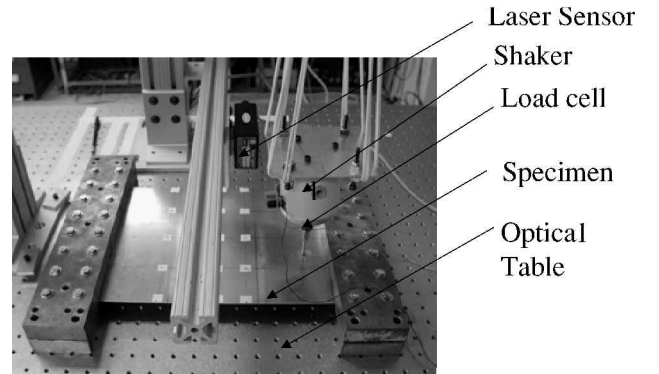 Laser Sensor
Shaker
Load cell
Specimen
Optical
Table